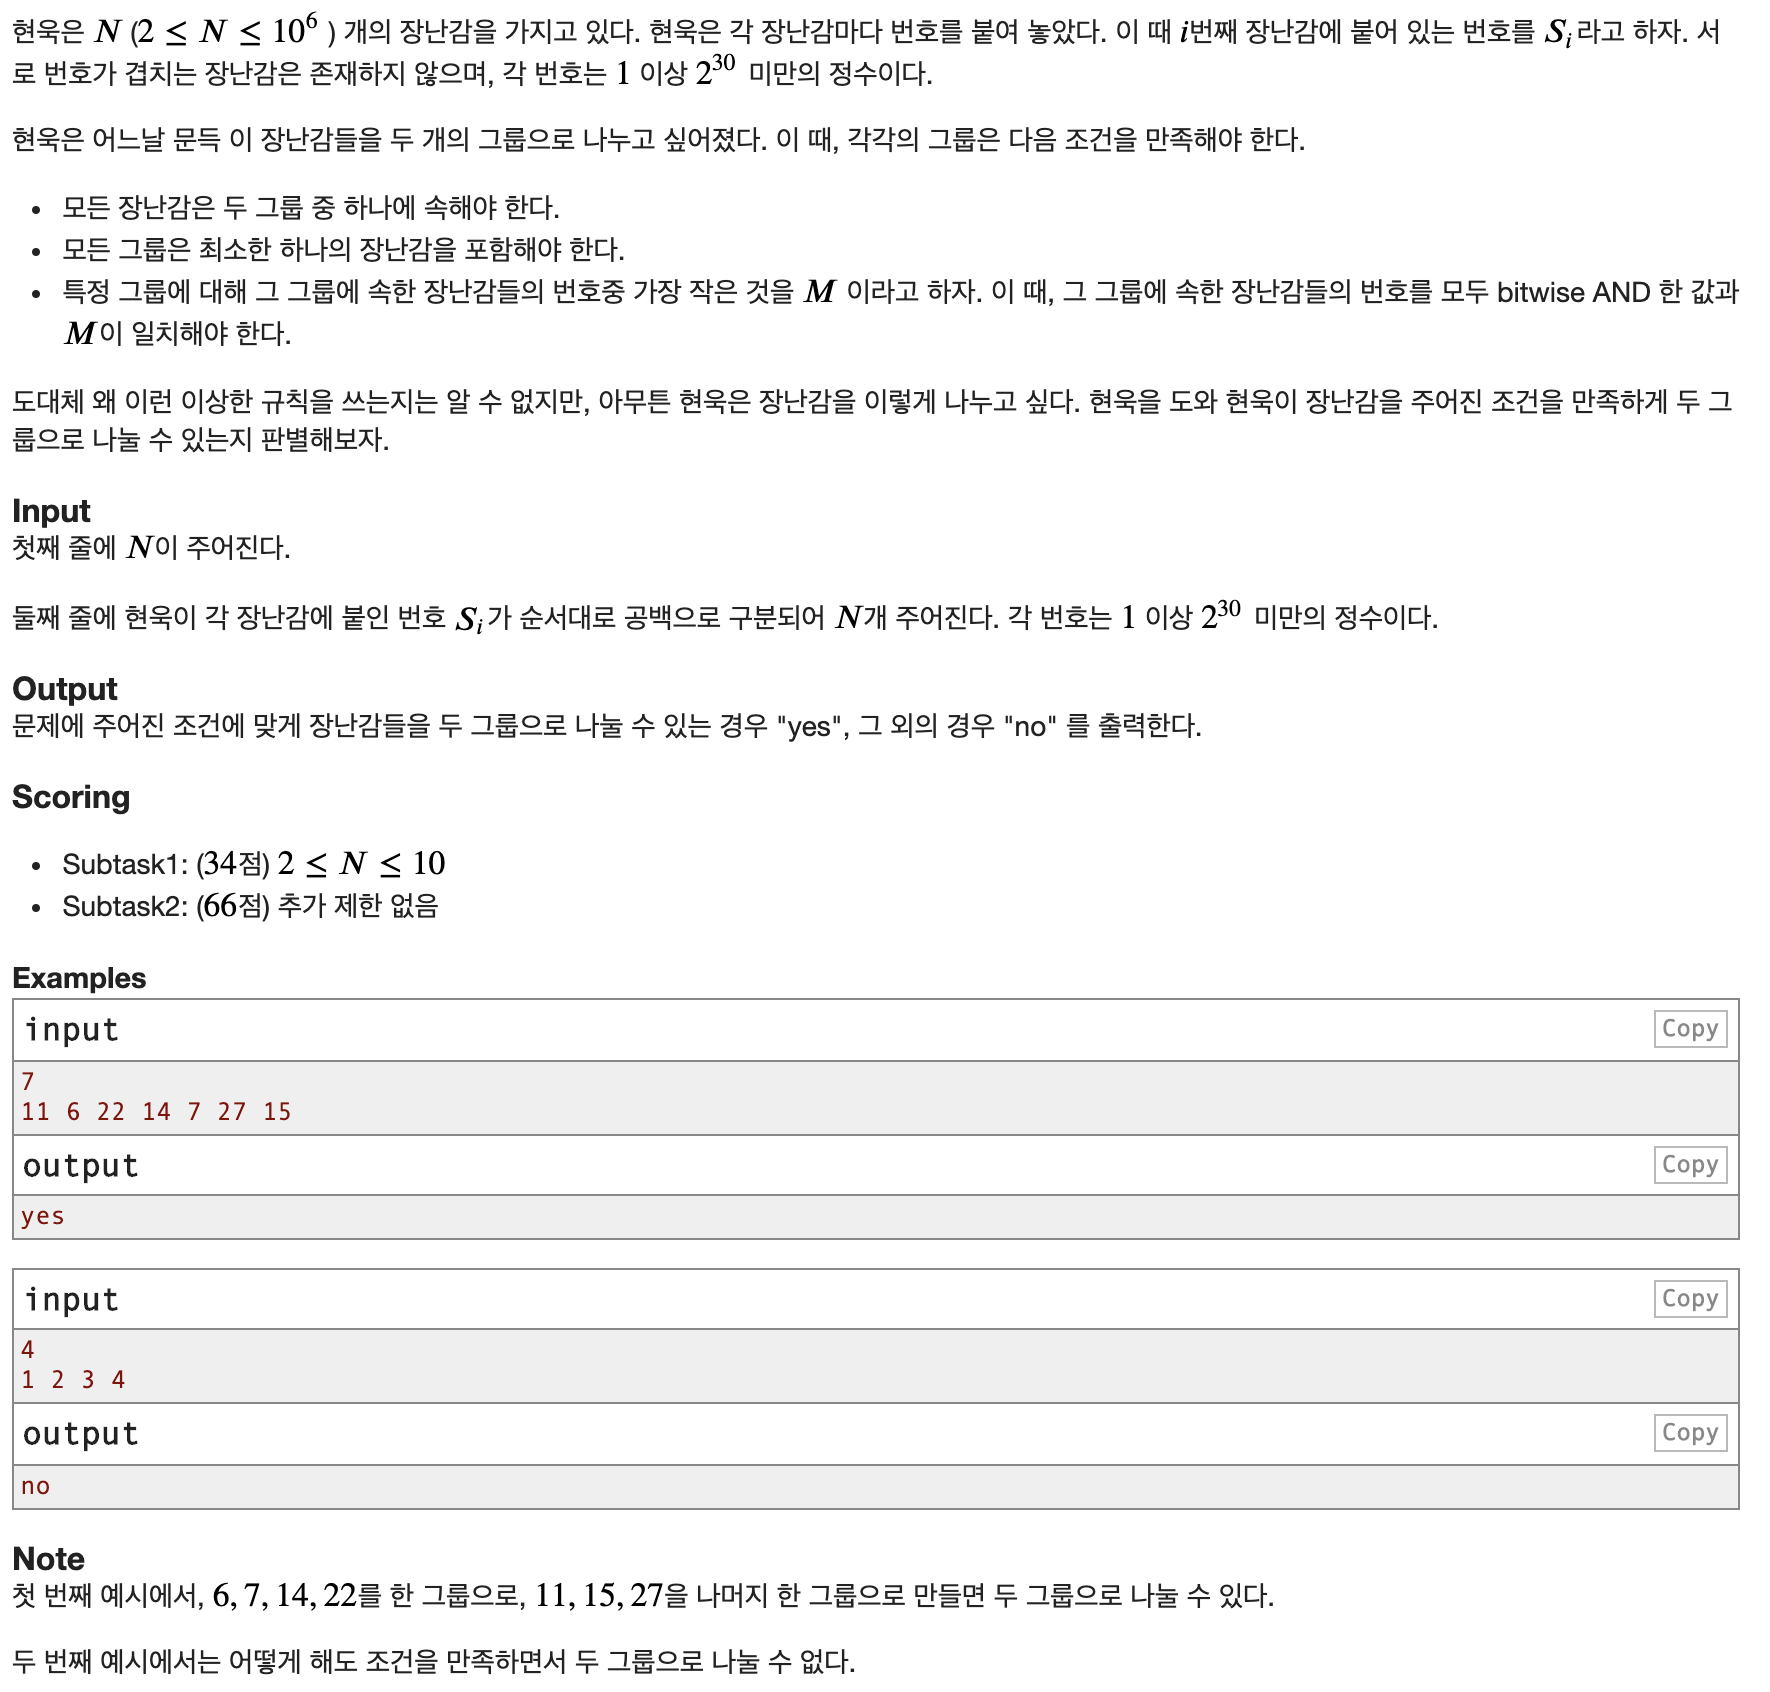 현욱은 N (2 ≤ N ≤ 10^6 ) 개의 장난감을 가지고 있다. 현욱은 각 장난감마다 번호를 붙여 놓았다. 이 때 i번째 장난감에 붙어 있는 번호를 S_i라고 하자. 서
로 번호가 겹치는 장난감은 존재하지 않으며, 각 번호는 1 이상 2^30 미만의 정수이다.
현욱은 어느날 문득 이 장난감들을 두 개의 그룹으로 나누고 싶어졌다. 이 때, 각각의 그룹은 다음 조건을 만족해야 한다.
• 모든 장난감은 두 그룹 중 하나에 속해야 한다.
• 모든 그룹은 최소한 하나의 장난감을 포함해야 한다.
• 특정 그룹에 대해 그 그룹에 속한 장난감들의 번호중 가장 작은 것을 M 이라고 하자. 이 때, 그 그룹에 속한 장난감들의 번호를 모두 bitwise AND 한 값과
M이 일치해야 한다.
도대체 왜 이런 이상한 규칙을 쓰는지는 알 수 없지만, 아무튼 현욱은 장난감을 이렇게 나누고 싶다. 현욱을 도와 현욱이 장난감을 주어진 조건을 만족하게 두 그
룹으로 나눌 수 있는지 판별해보자.
Input
첫째 줄에 N이 주어진다.
둘째 줄에 현욱이 각 장난감에 붙인 번호 S_i가 순서대로 공백으로 구분되어 N개 주어진다. 각 번호는 1 이상 2^30 미만의 정수이다.
Output
문제에 주어진 조건에 맞게 장난감들을 두 그룹으로 나눌 수 있는 경우 "yes", 그 외의 경우 "no" 를 출력한다.
Scoring
• Subtask1: (34점) 2 ≤ N ≤ 10
• Subtask2: (66점) 추가 제한 없음
Examples
input Copy
7
11 6 22 14 7 27 15
output Copy
yes
input Copy
4
1 2 3 4
output Copy
no
Note
첫 번째 예시에서, 6, 7, 14, 22를 한 그룹으로, 11, 15, 27을 나머지 한 그룹으로 만들면 두 그룹으로 나눌 수 있다.
두 번째 예시에서는 어떻게 해도 조건을 만족하면서 두 그룹으로 나눌 수 없다.